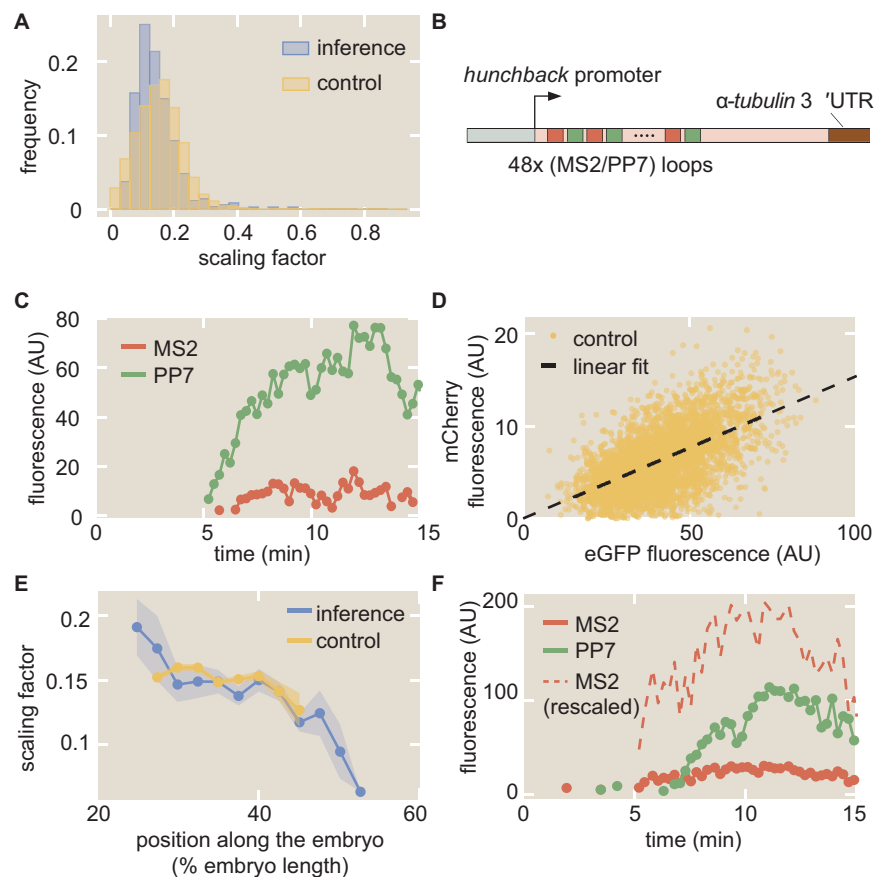 A
frequency
0.2
0.1
0
0
0.2
0.4
0.6
0.8
scaling factor
inference
control
B
hunchback promoter
α-tubulin 3 ′UTR
48x (MS2/PP7) loops
C
fluorescence (AU)
80
60
40
20
0
0
5
10
15
time (min)
MS2
PP7
D
mCherry
fluorescence (AU)
20
10
0
0
50
100
eGFP fluorescence (AU)
control
linear fit
E
scaling factor
0.2
0.15
0.1
20
40
60
position along the embryo
(% embryo length)
inference
control
F
fluorescence (AU)
200
100
0
0
5
10
15
time (min)
MS2
PP7
MS2
(rescaled)